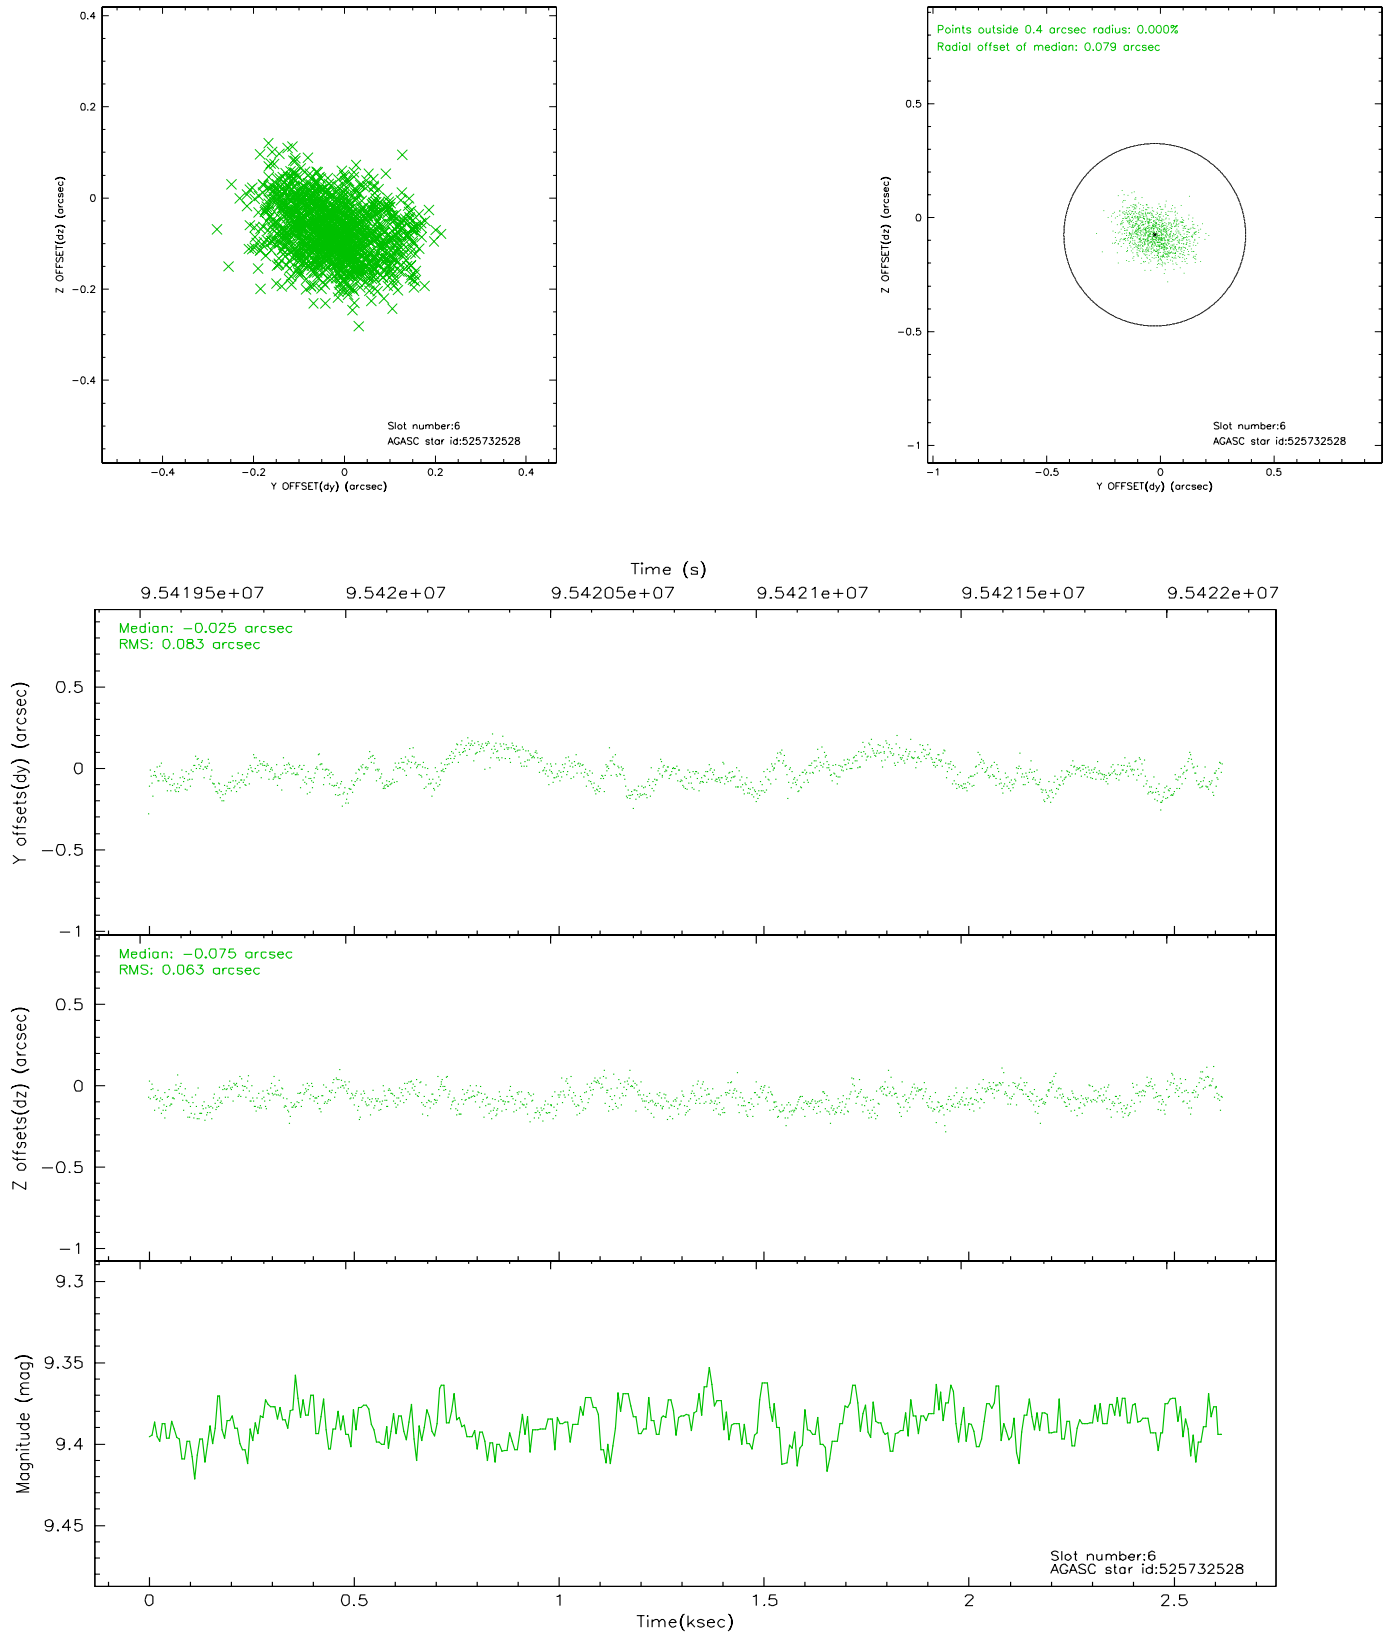 0.4
0.2
0
−0.2
−0.4
Z OFFSET(dz) (arcsec)
Slot number:6
AGASC star id:525732528
−0.4 −0.2 0 0.2 0.4
Y OFFSET(dy) (arcsec)
Points outside 0.4 arcsec radius: 0.000%
Radial offset of median: 0.079 arcsec
0.5
0
−0.5
−1
Z OFFSET(dz) (arcsec)
Slot number:6
AGASC star id:525732528
−1 −0.5 0 0.5
Y OFFSET(dy) (arcsec)
Time (s)
9.54195e+07 9.542e+07 9.54205e+07 9.5421e+07 9.54215e+07 9.5422e+07
Median: −0.025 arcsec
RMS: 0.083 arcsec
0.5
0
−0.5
−1
Y offsets(dy) (arcsec)
Median: −0.075 arcsec
RMS: 0.063 arcsec
0.5
0
−0.5
−1
Z offsets(dz) (arcsec)
9.3
9.35
9.4
9.45
Magnitude (mag)
Slot number:6
AGASC star id:525732528
0 0.5 1 1.5 2 2.5
Time(ksec)